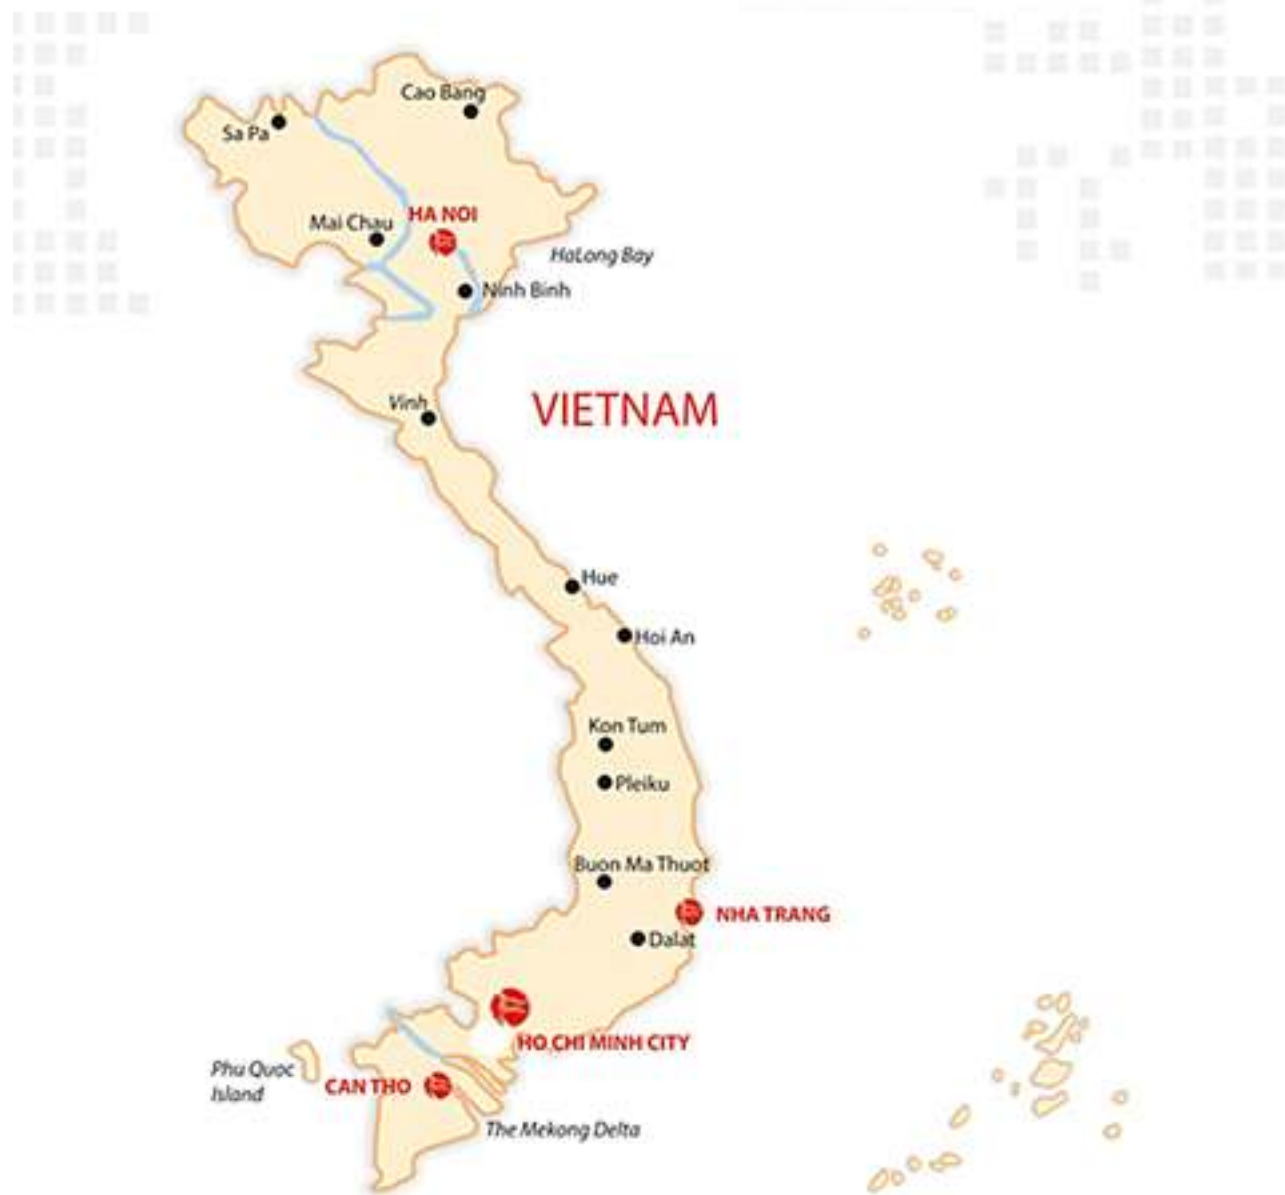 Cao Bang
Sa Pa
HA NOI
Mai Chau
HaLong Bay
Ninh Binh
VIETNAM
Vinh
Hue
Hoi An
Kon Tum
Pleiku
Buon Ma Thuot
NHA TRANG
Dalat
HO CHI MINH CITY
Phu Quoc
Island
CAN THO
The Mekong Delta